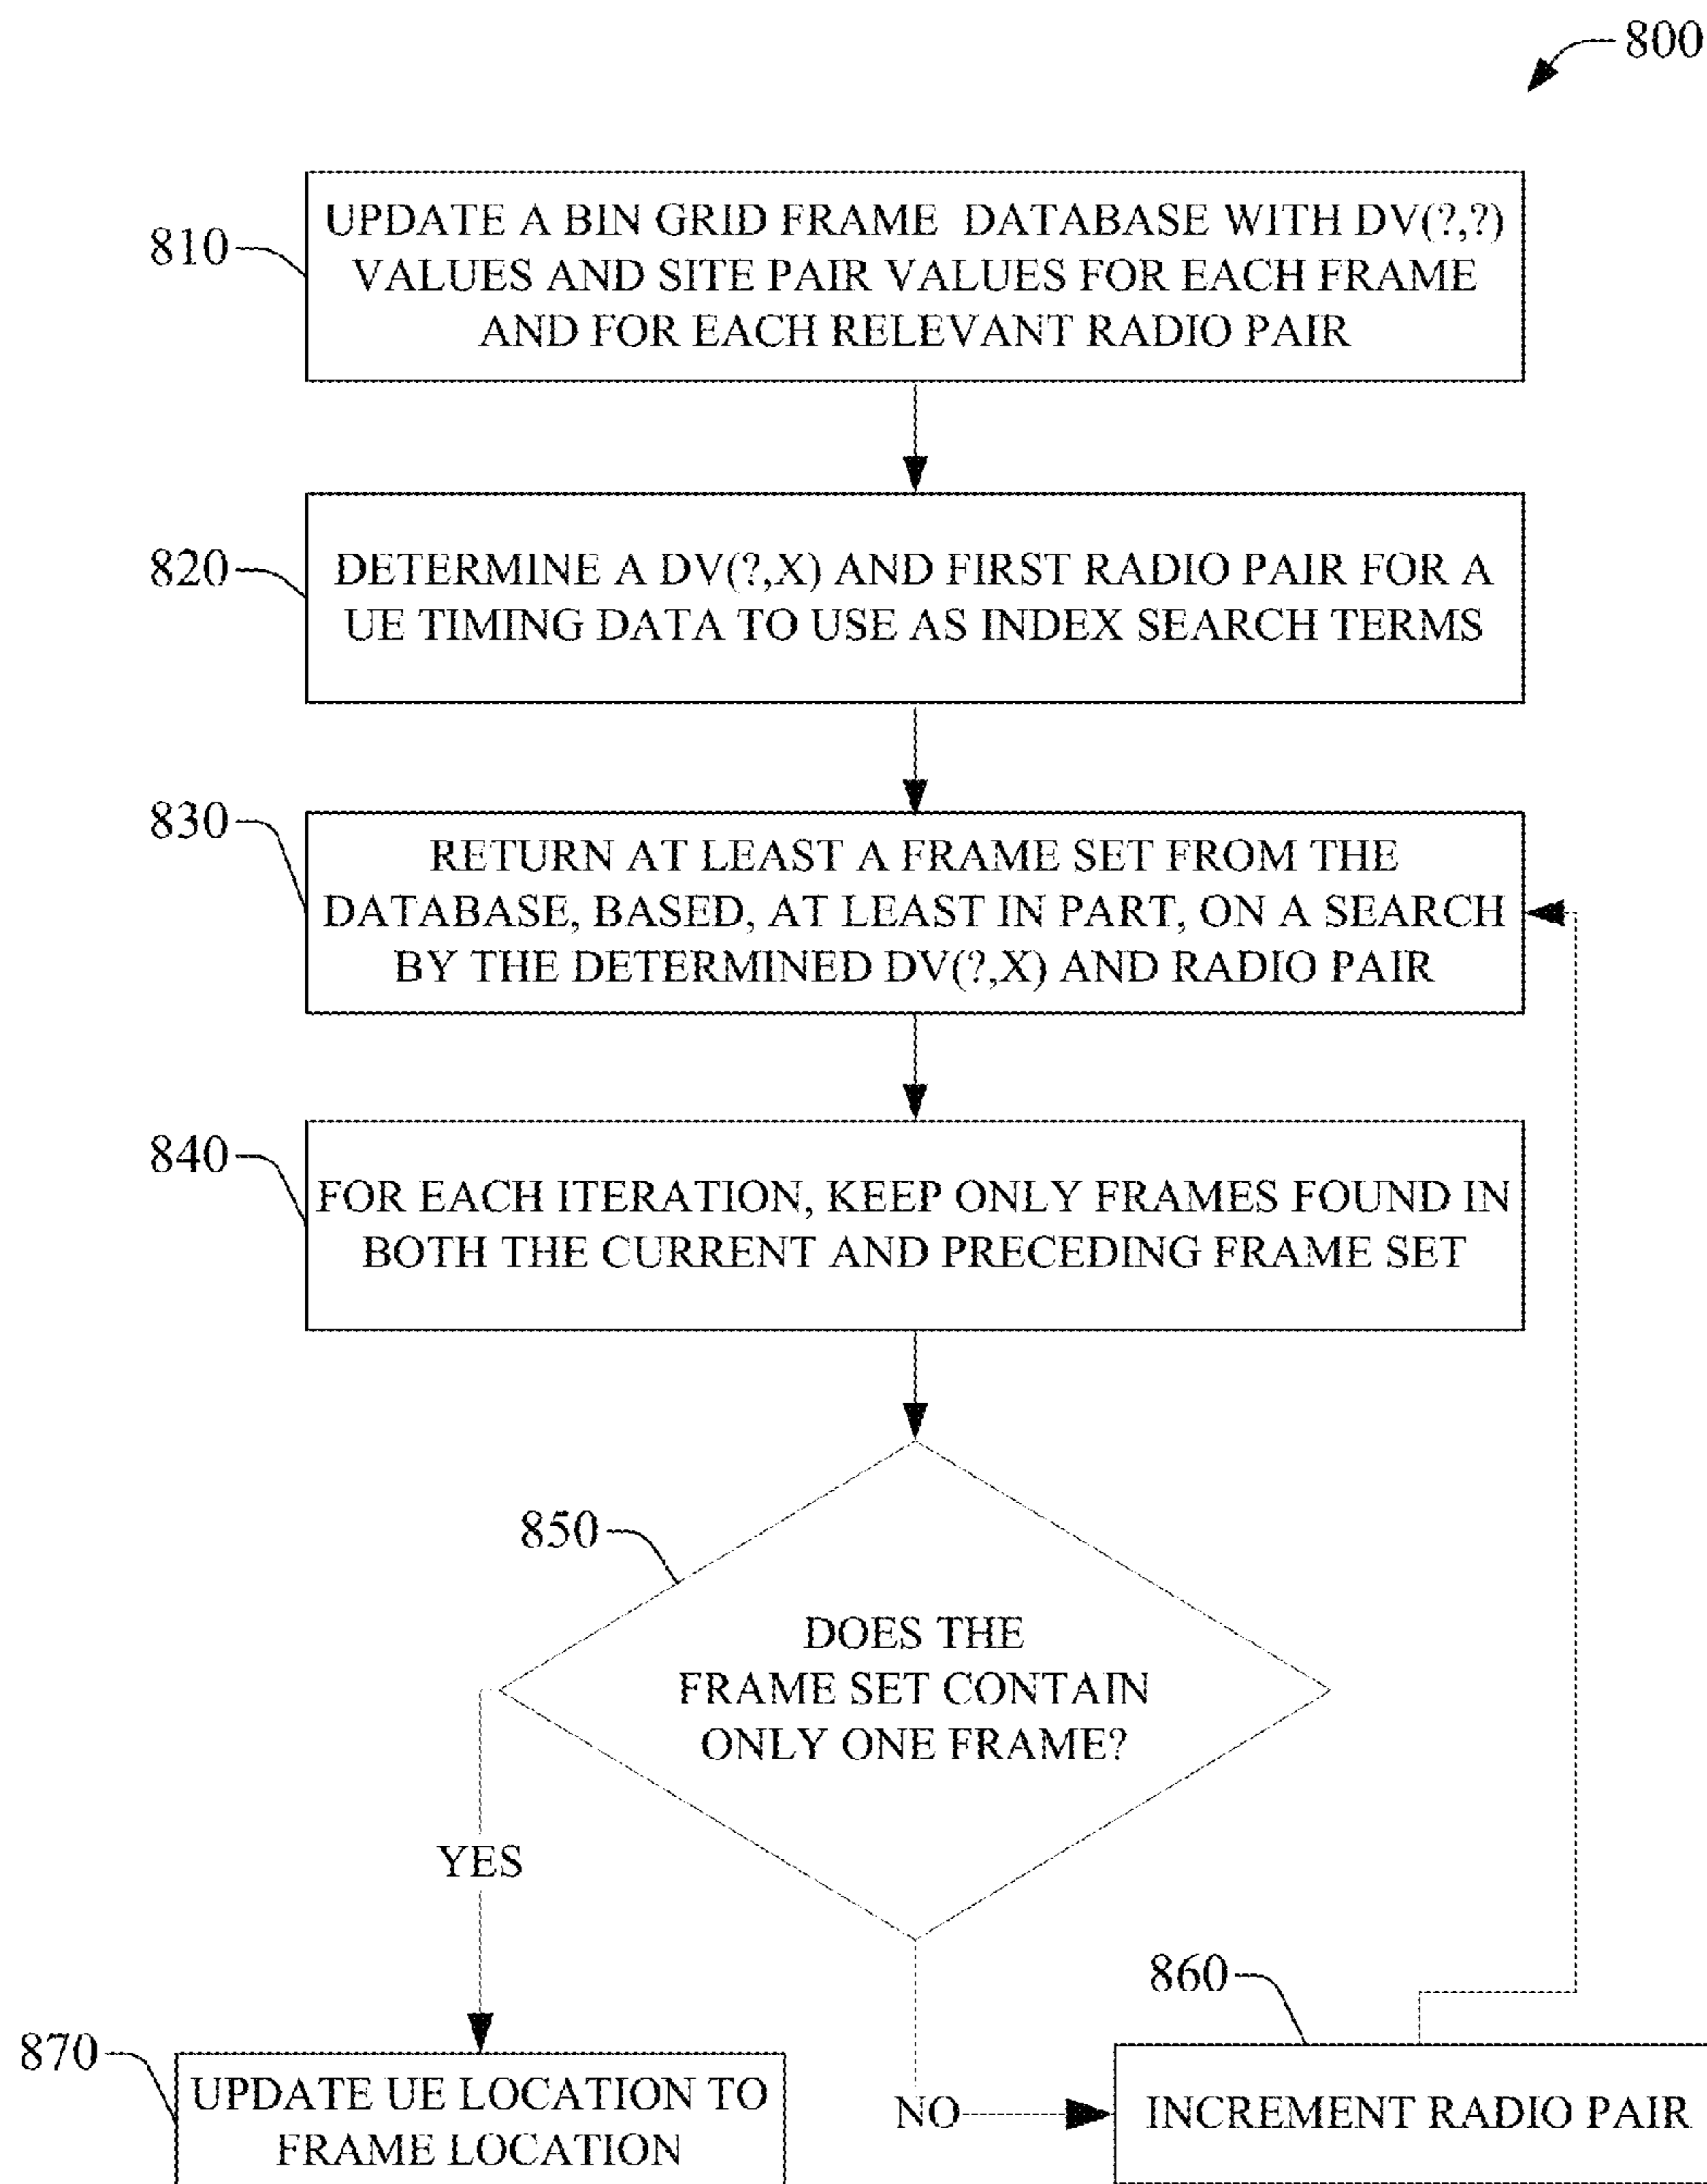 800
810
UPDATE A BIN GRID FRAME DATABASE WITH DV(?,?)
VALUES AND SITE PAIR VALUES FOR EACH FRAME
AND FOR EACH RELEVANT RADIO PAIR
820
DETERMINE A DV(?,X) AND FIRST RADIO PAIR FOR A
UE TIMING DATA TO USE AS INDEX SEARCH TERMS
830
RETURN AT LEAST A FRAME SET FROM THE
DATABASE, BASED, AT LEAST IN PART, ON A SEARCH
BY THE DETERMINED DV(?,X) AND RADIO PAIR
840
FOR EACH ITERATION, KEEP ONLY FRAMES FOUND IN
BOTH THE CURRENT AND PRECEDING FRAME SET
850
DOES THE
FRAME SET CONTAIN
ONLY ONE FRAME?
YES
860
870
UPDATE UE LOCATION TO
FRAME LOCATION
NO
INCREMENT RADIO PAIR